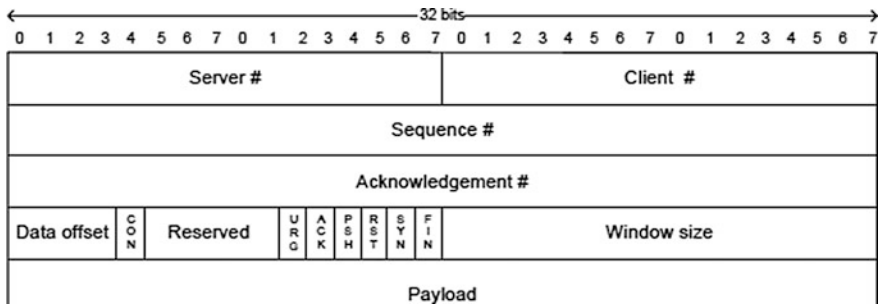 32 bits
0 1 2 3 4 5 6 7 0 1 2 3 4 5 6 7 0 1 2 3 4 5 6 7 0 1 2 3 4 5 6 7
Server # Client #
Sequence #
Acknowledgement #
Data offset CON Reserved URG ACK PSH RST SYN FIN Window size
Payload